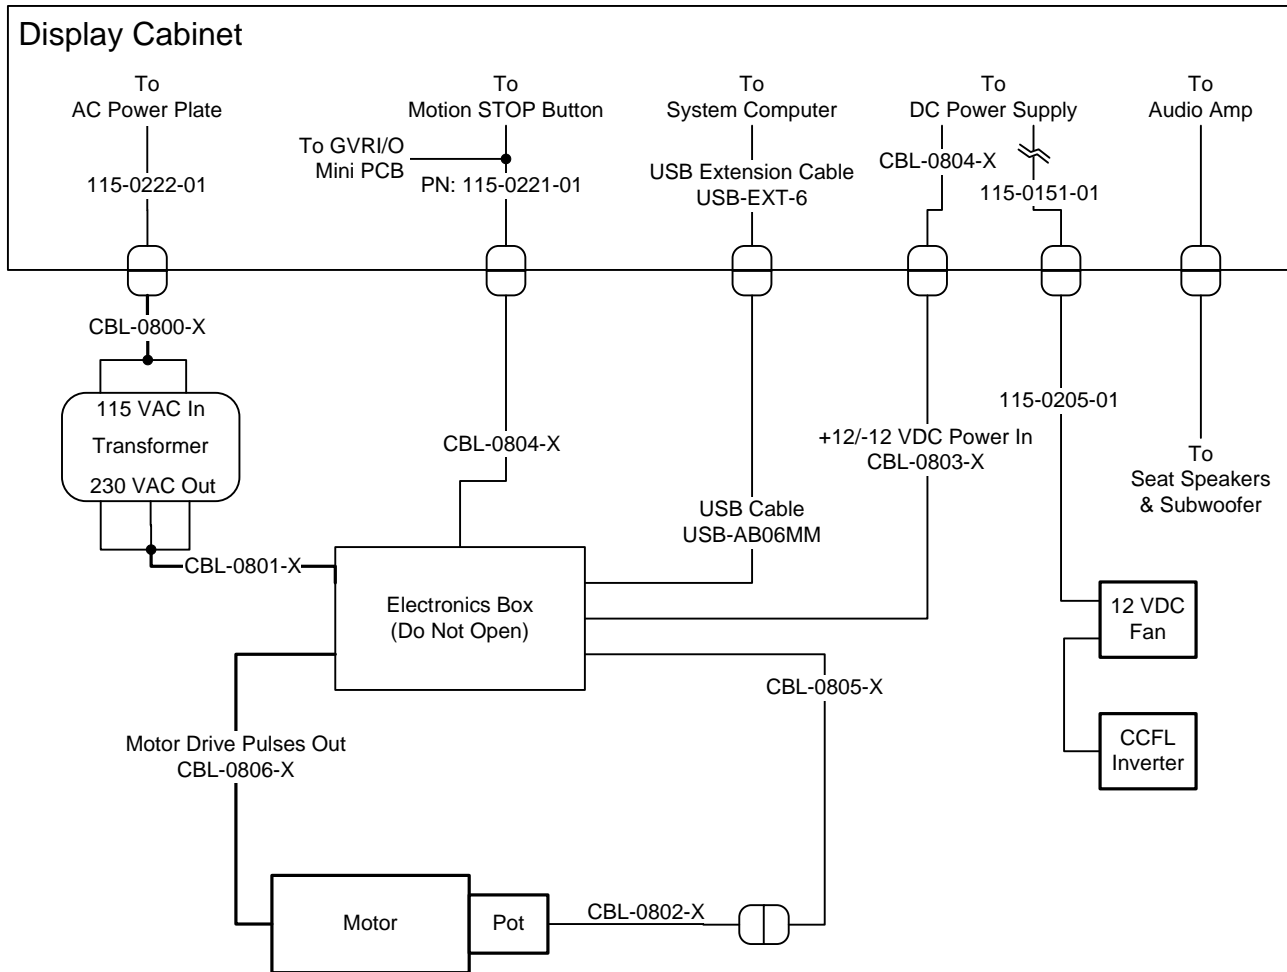 Display Cabinet
To
AC Power Plate
To
Motion STOP Button
To
System Computer
To
DC Power Supply
To
Audio Amp
To GVRI/O
Mini PCB
CBL-0804-X
USB Extension Cable
USB-EXT-6
115-0222-01
PN: 115-0221-01
115-0151-01
CBL-0800-X
115 VAC In
Transformer
230 VAC Out
115-0205-01
CBL-0804-X
+12/-12 VDC Power In
CBL-0803-X
To
Seat Speakers
& Subwoofer
USB Cable
USB-AB06MM
CBL-0801-X
Electronics Box
(Do Not Open)
12 VDC
Fan
CBL-0805-X
Motor Drive Pulses Out
CBL-0806-X
CCFL
Inverter
Motor
Pot
CBL-0802-X